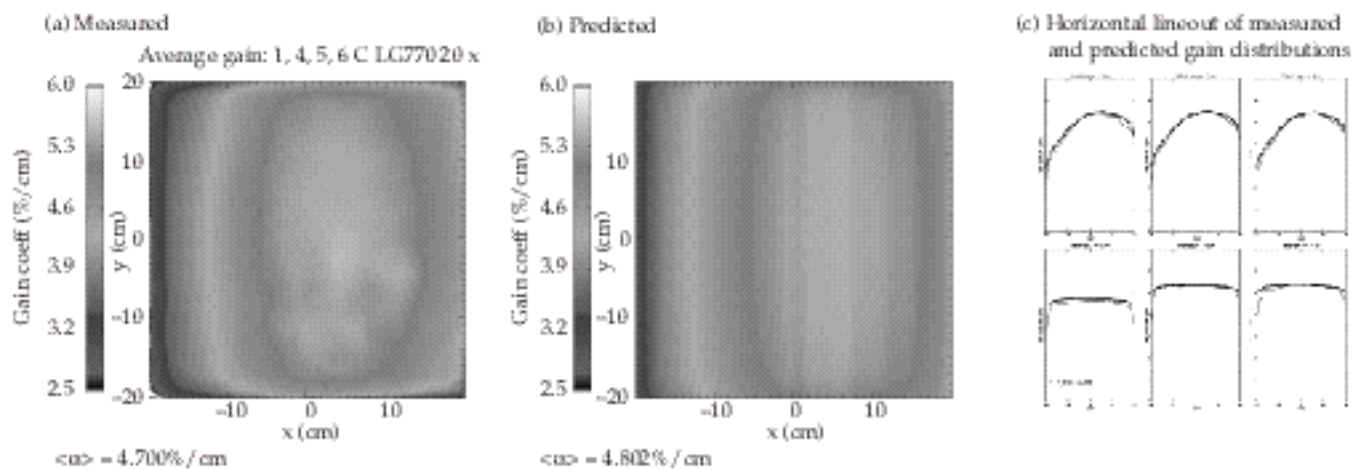 (a) Measured
Average gain: 1, 4, 5, 6 C LG770 20 x
Gain coeff (%/cm)
6.0
5.3
4.6
3.9
3.2
2.5
y (cm)
20
10
0
−10
−20
−10 0 10
x (cm)
<α> = 4.700%/cm
(b) Predicted
Gain coeff (%/cm)
6.0
5.3
4.6
3.9
3.2
2.5
y (cm)
10
0
−10
−20
−10 0 10
x (cm)
<α> = 4.802%/cm
(c) Horizontal lineout of measured
and predicted gain distributions